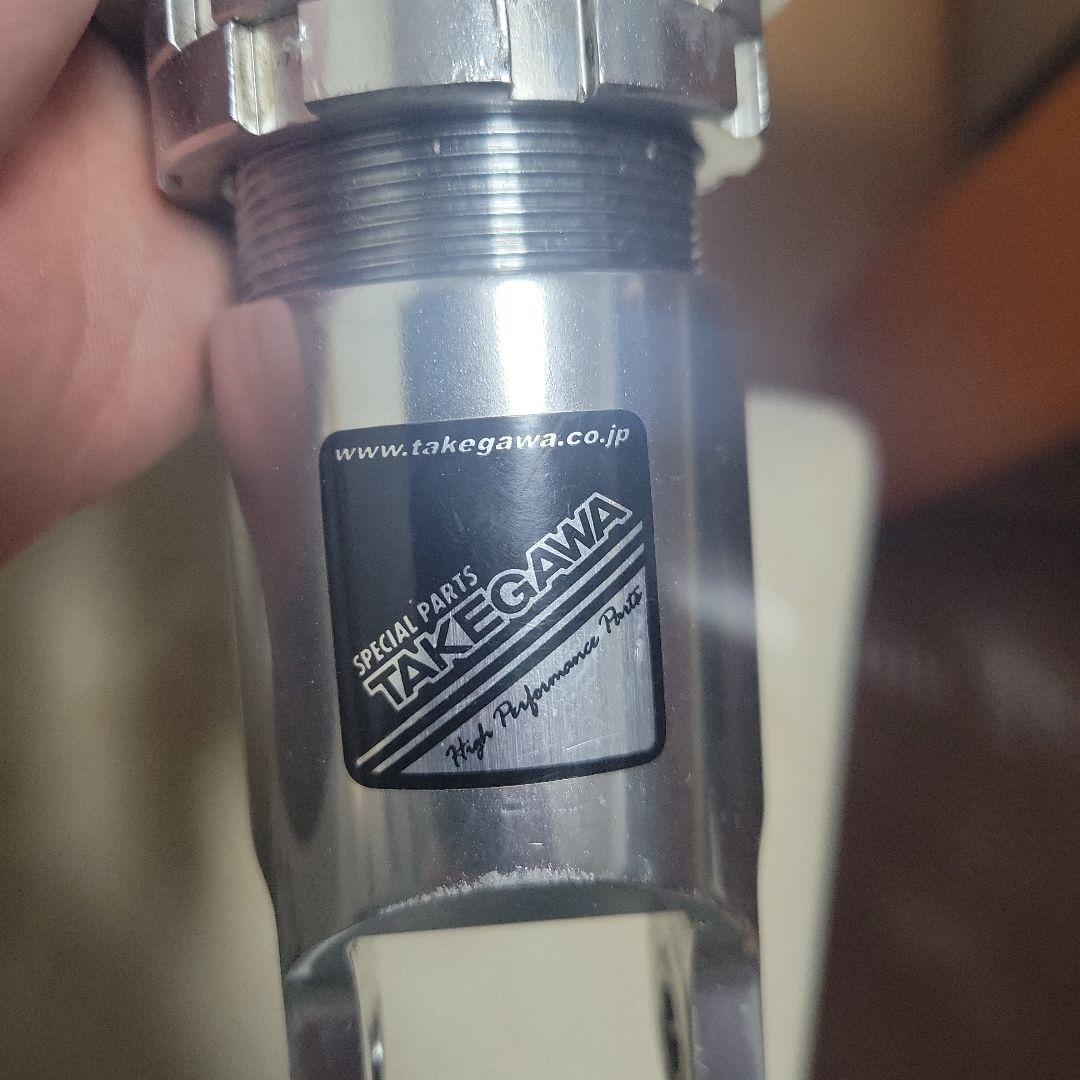 www.takegawa.co.jp
SPECIAL PARTS
TAKEGAWA
High Performance Parts